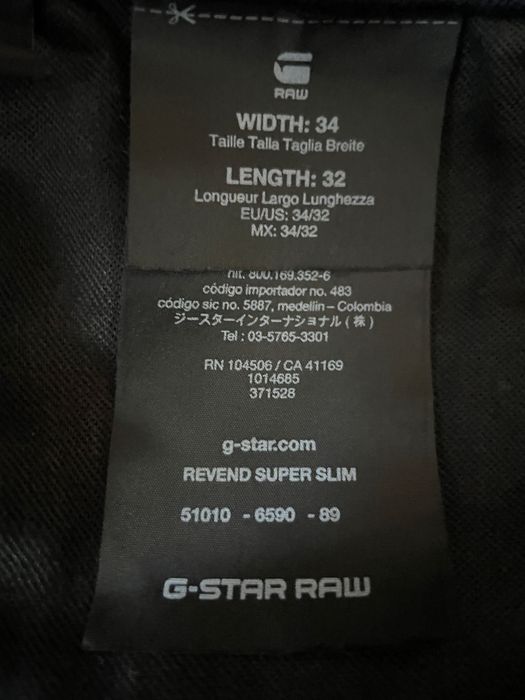 RAW
WIDTH: 34
Taille Talla Taglia Breite
LENGTH: 32
Longueur Largo Lunghezza
EU/US: 34/32
MX: 34/32
nit. 800.169.352-6
código importador no. 483
código sic no. 5887, medellin – Colombia
ジースターインターナショナル(株)
Tel : 03-5765-3301
RN 104506 / CA 41169
1014685
371528
g-star.com
REVEND SUPER SLIM
51010 - 6590 - 89
G-STAR RAW